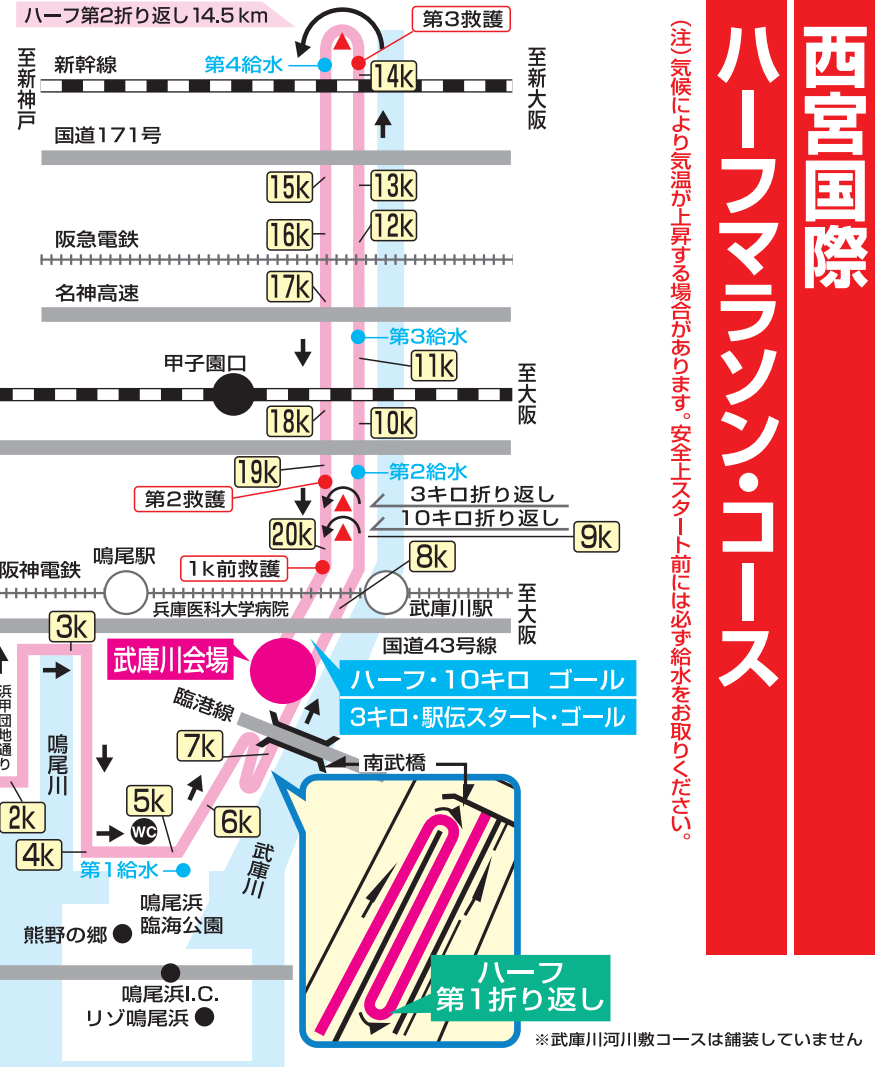 西宮国際
ハーフマラソン・コース
(注)気候により気温が上昇する場合があります。安全上スタート前には必ず給水をお取りください。
ハーフ第2折り返し14.5km
第3救護
至新神戸
新幹線
第4給水
14k
至新大阪
国道171号
15k
13k
阪急電鉄
16k
12k
名神高速
17k
第3給水
甲子園口
11k
至大阪
18k
10k
19k
第2給水
第2救護
3キロ折り返し
10キロ折り返し
20k
9k
阪神電鉄
鳴尾駅
1k前救護
8k
兵庫医科大学病院
武庫川駅
至大阪
3k
国道43号線
武庫川会場
ハーフ・10キロ ゴール
3キロ・駅伝スタート・ゴール
浜甲団地通り
臨港線
鳴尾川
7k
南武橋
2k
5k
6k
WC
4k
第1給水
武庫川
鳴尾浜
臨海公園
熊野の郷
ハーフ
第1折り返し
鳴尾浜I.C.
リゾ鳴尾浜
※武庫川河川敷コースは舗装していません